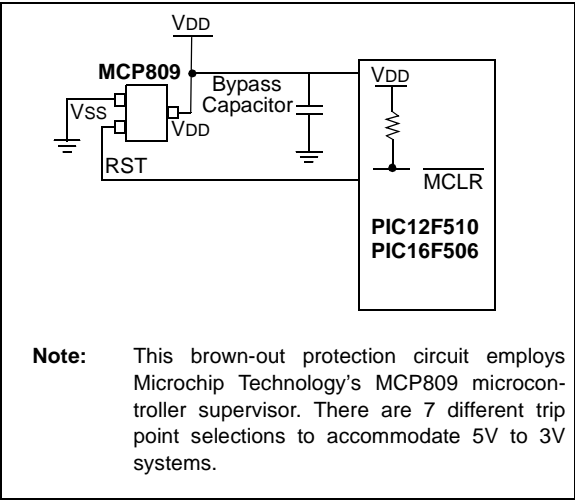 VDD
MCP809
VSS
VDD
RST
Bypass
Capacitor
VDD
MCLR
PIC12F510
PIC16F506
Note: This brown-out protection circuit employs
Microchip Technology's MCP809 microcon-
troller supervisor. There are 7 different trip
point selections to accommodate 5V to 3V
systems.